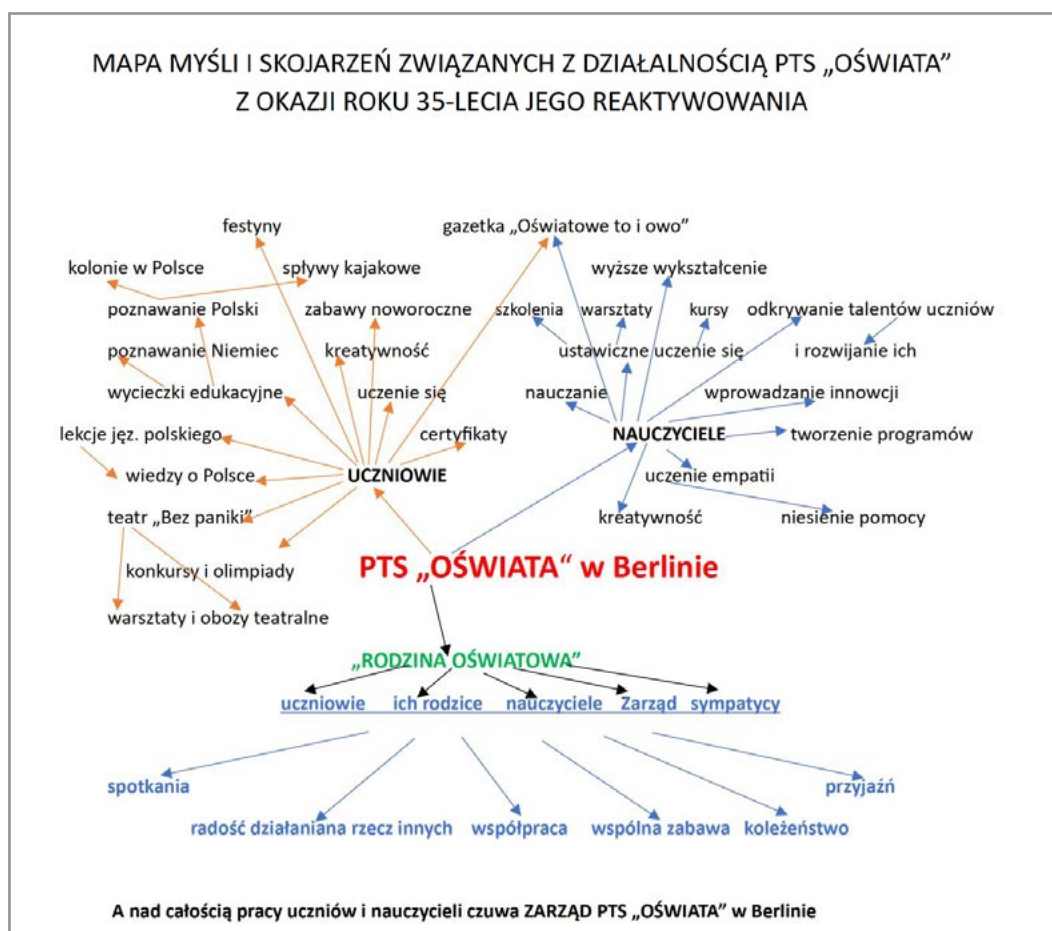 MAPA MYŚLI I SKOJARZEŃ ZWIĄZANYCH Z DZIAŁALNOŚCIĄ PTS „OŚWIATA”
Z OKAZJI ROKU 35-LECIA JEGO REAKTYWOWANIA
festyny
gazetka „Oświatowe to i owo”
kolonie w Polsce
spływy kajakowe
wyższe wykształcenie
poznawanie Polski
zabawy noworoczne
szkolenia
warsztaty
kursy
odkrywanie talentów uczniów
poznawanie Niemiec
kreatywność
ustawiczne uczenie się
i rozwijanie ich
wycieczki edukacyjne
uczenie się
nauczanie
wprowadzanie innowcji
lekcje jęz. polskiego
certyfikaty
NAUCZYCIELE
tworzenie programów
wiedzy o Polsce
UCZNIOWIE
uczenie empatii
teatr „Bez paniki”
kreatywność
niesienie pomocy
konkursy i olimpiady
PTS „OŚWIATA“ w Berlinie
warsztaty i obozy teatralne
„RODZINA OŚWIATOWA”
uczniowie ich rodzice nauczyciele Zarząd sympatycy
spotkania
przyjaźń
radość działaniana rzecz innych
współpraca
wspólna zabawa
koleżeństwo
A nad całością pracy uczniów i nauczycieli czuwa ZARZĄD PTS „OŚWIATA” w Berlinie